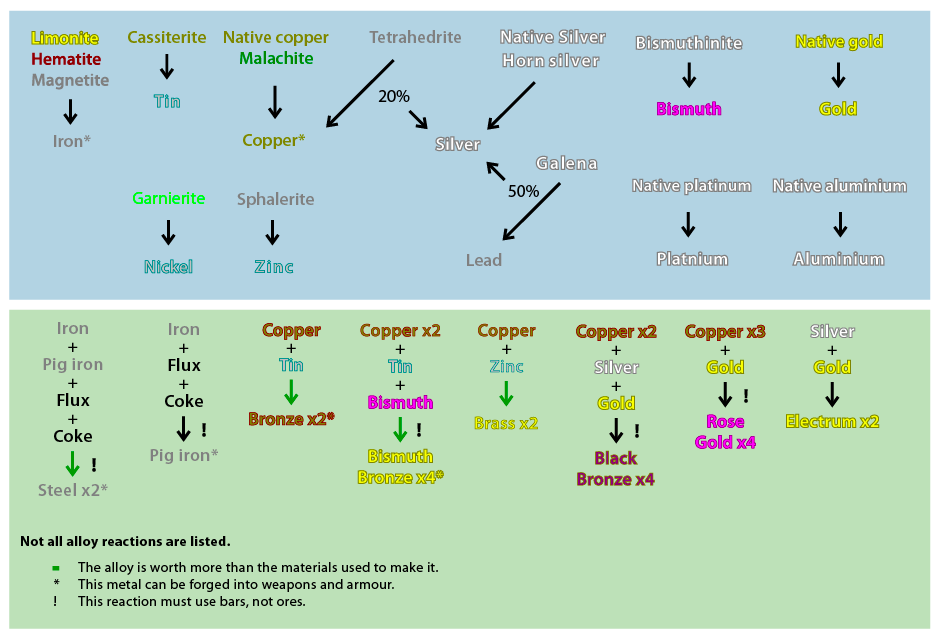 Limonite
Hematite
Magnetite
Iron*
Cassiterite
Tin
Native copper
Malachite
Copper*
Tetrahedrite
20%
Native Silver
Horn silver
Silver
Galena
50%
Lead
Bismuthinite
Bismuth
Native gold
Gold
Garnierite
Nickel
Sphalerite
Zinc
Native platinum
Platnium
Native aluminium
Aluminium
Iron
+
Pig iron
+
Flux
+
Coke
!
Steel x2*
Iron
+
Flux
+
Coke
!
Pig iron*
Copper
+
Tin
Bronze x2*
Copper x2
+
Tin
+
Bismuth
!
Bismuth
Bronze x4*
Copper
+
Zinc
Brass x2
Copper x2
+
Silver
+
Gold
!
Black
Bronze x4
Copper x3
+
Gold
!
Rose
Gold x4
Silver
+
Gold
Electrum x2
Not all alloy reactions are listed.
The alloy is worth more than the materials used to make it.
* This metal can be forged into weapons and armour.
! This reaction must use bars, not ores.